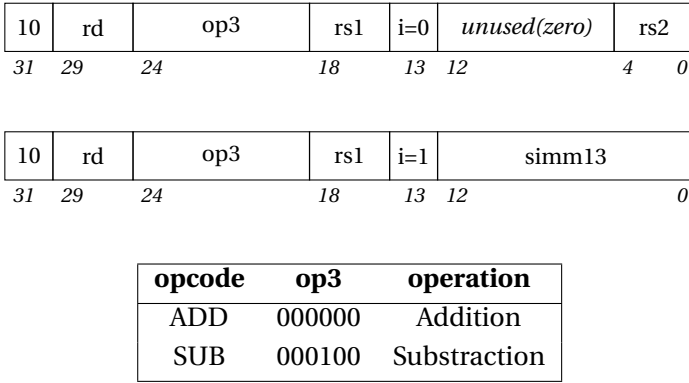 10 rd op3 rs1 i=0 unused(zero) rs2
31 29 24 18 13 12 4 0
10 rd op3 rs1 i=1 simm13
31 29 24 18 13 12 0
opcode op3 operation
ADD 000000 Addition
SUB 000100 Substraction